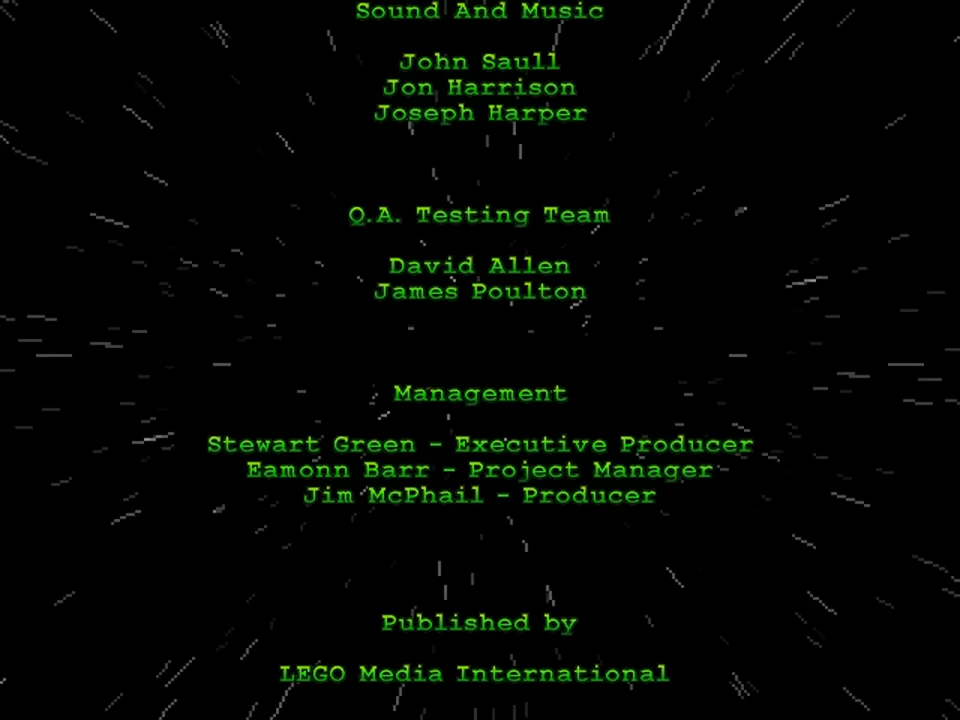 Sound And Music
John Saull
Jon Harrison
Joseph Harper
Q.A. Testing Team
David Allen
James Poulton
Management
Stewart Green - Executive Producer
Eamonn Barr - Project Manager
Jim McPhail - Producer
Published by
LEGO Media International